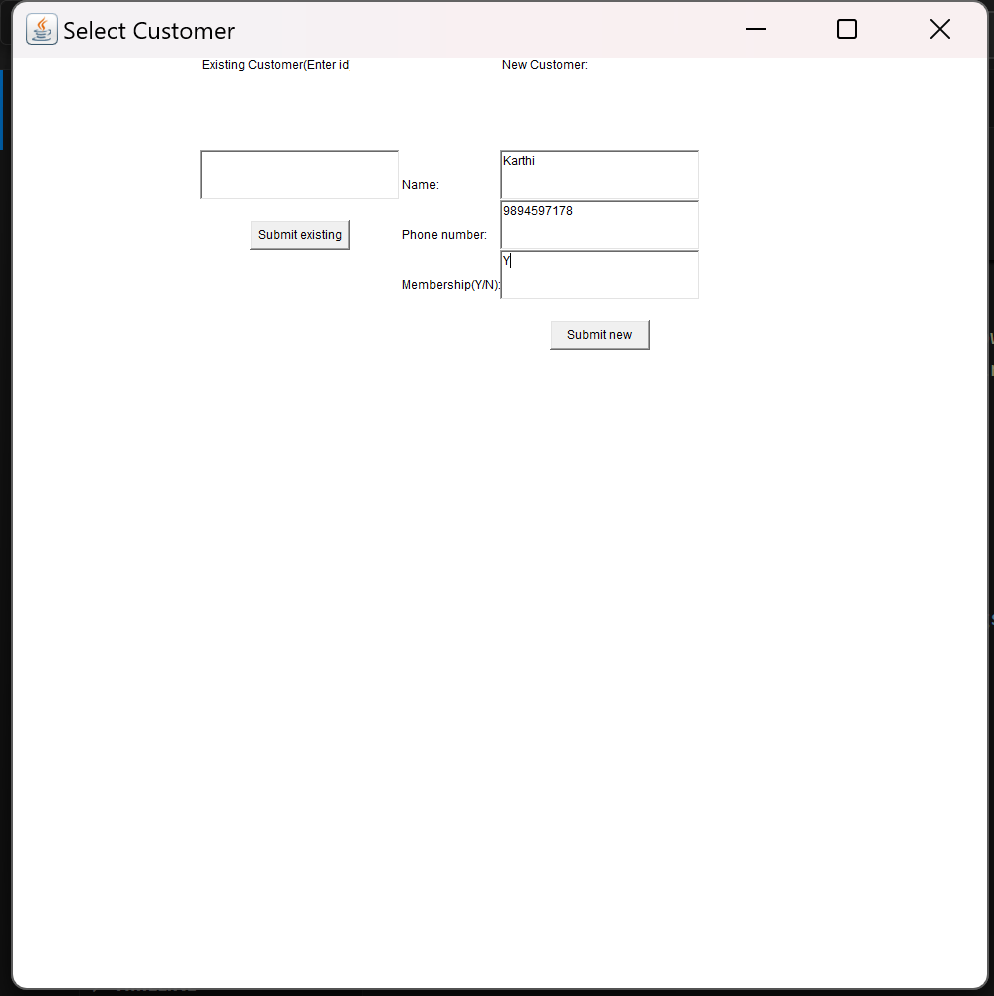 Select Customer
Existing Customer(Enter id
New Customer:
Name:
Karthi
Submit existing
Phone number:
9894597178
Membership(Y/N):
Y
Submit new